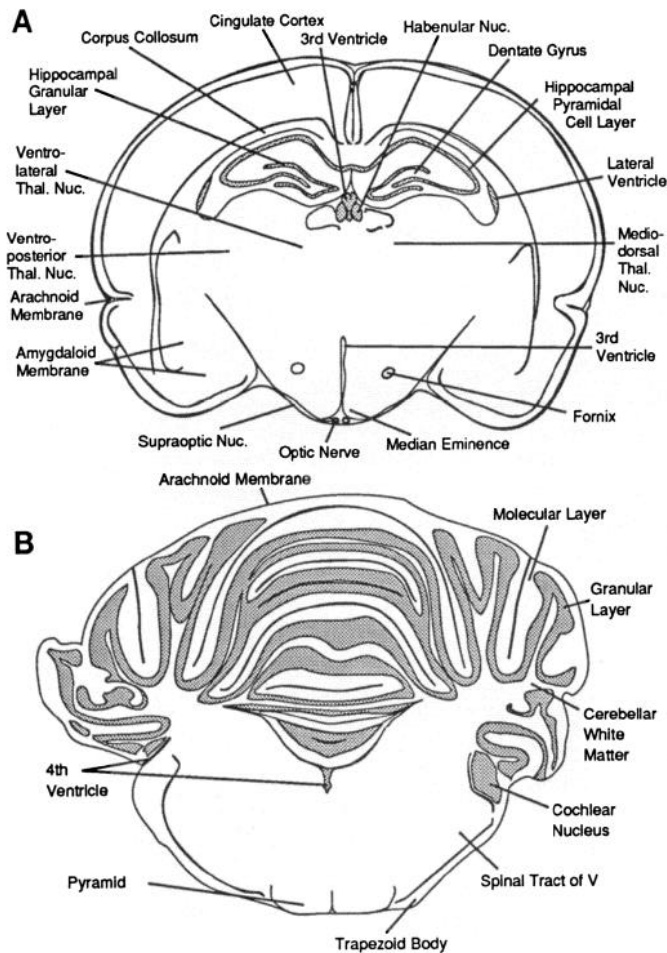 A
Cingulate Cortex
Habenular Nuc.
Corpus Collosum
3rd Ventricle
Dentate Gyrus
Hippocampal
Granular
Layer
Hippocampal
Pyramidal
Cell Layer
Ventro-
lateral
Thal. Nuc.
Lateral
Ventricle
Ventro-
posterior
Thal. Nuc.
Medio-
dorsal
Thal.
Nuc.
Arachnoid
Membrane
Amygdaloid
Membrane
3rd
Ventricle
Fornix
Supraoptic Nuc.
Optic Nerve
Median Eminence
Arachnoid Membrane
B
Molecular Layer
Granular
Layer
Cerebellar
White
Matter
4th
Ventricle
Cochlear
Nucleus
Pyramid
Spinal Tract of V
Trapezoid Body